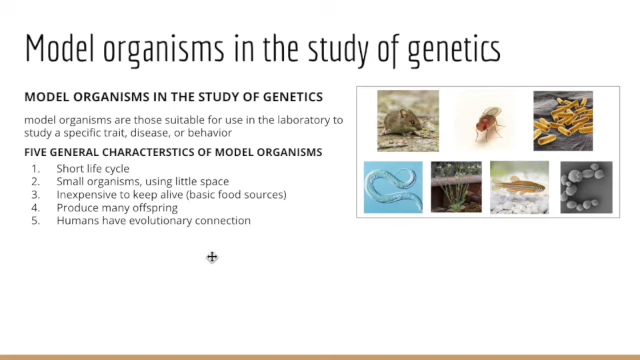 Model organisms in the study of genetics
MODEL ORGANISMS IN THE STUDY OF GENETICS
model organisms are those suitable for use in the laboratory to
study a specific trait, disease, or behavior
FIVE GENERAL CHARACTERSTICS OF MODEL ORGANISMS
1. Short life cycle
2. Small organisms, using little space
3. Inexpensive to keep alive (basic food sources)
4. Produce many offspring
5. Humans have evolutionary connection